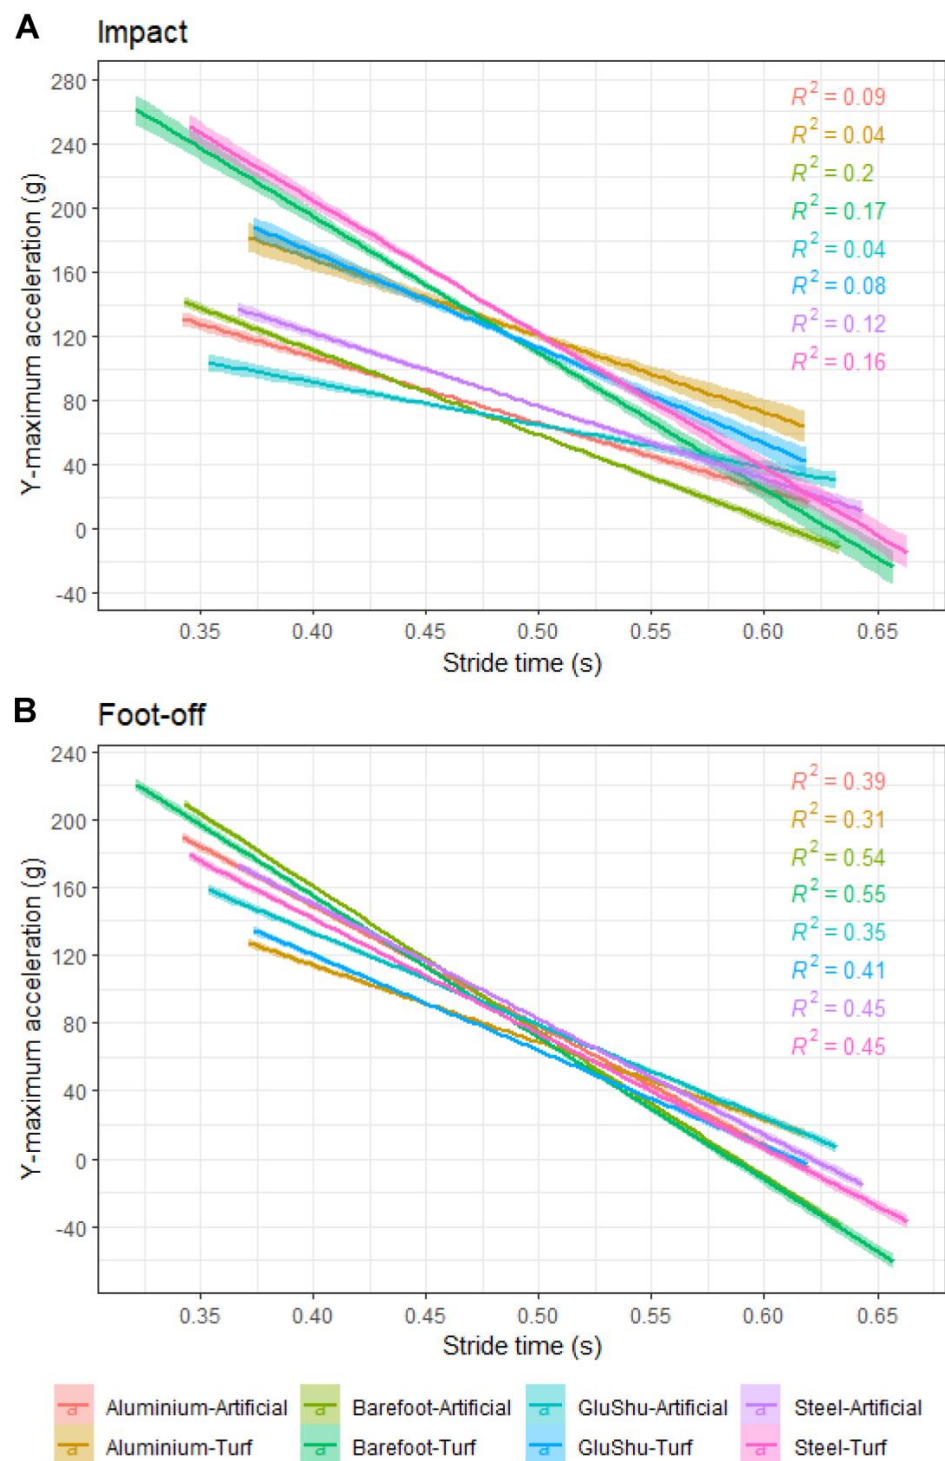 A Impact
280
240
200
160
120
80
40
0
-40
Y-maximum acceleration (g)
R² = 0.09
R² = 0.04
R² = 0.2
R² = 0.17
R² = 0.04
R² = 0.08
R² = 0.12
R² = 0.16
0.35 0.40 0.45 0.50 0.55 0.60 0.65
Stride time (s)
B Foot-off
240
200
160
120
80
40
0
-40
Y-maximum acceleration (g)
R² = 0.39
R² = 0.31
R² = 0.54
R² = 0.55
R² = 0.35
R² = 0.41
R² = 0.45
R² = 0.45
0.35 0.40 0.45 0.50 0.55 0.60 0.65
Stride time (s)
a Aluminium-Artificial a Barefoot-Artificial a GluShu-Artificial a Steel-Artificial
a Aluminium-Turf a Barefoot-Turf a GluShu-Turf a Steel-Turf